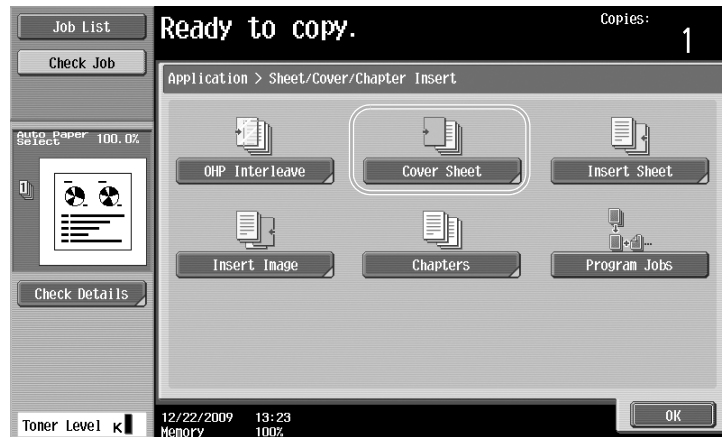 Job List
Check Job
Ready to copy.
Copies:
1
Application > Sheet/Cover/Chapter Insert
Auto Paper
Select
100.0%
1
OHP Interleave
Cover Sheet
Insert Sheet
Insert Image
Chapters
Program Jobs
Check Details
Toner Level K
12/22/2009 13:23
Memory 100%
OK